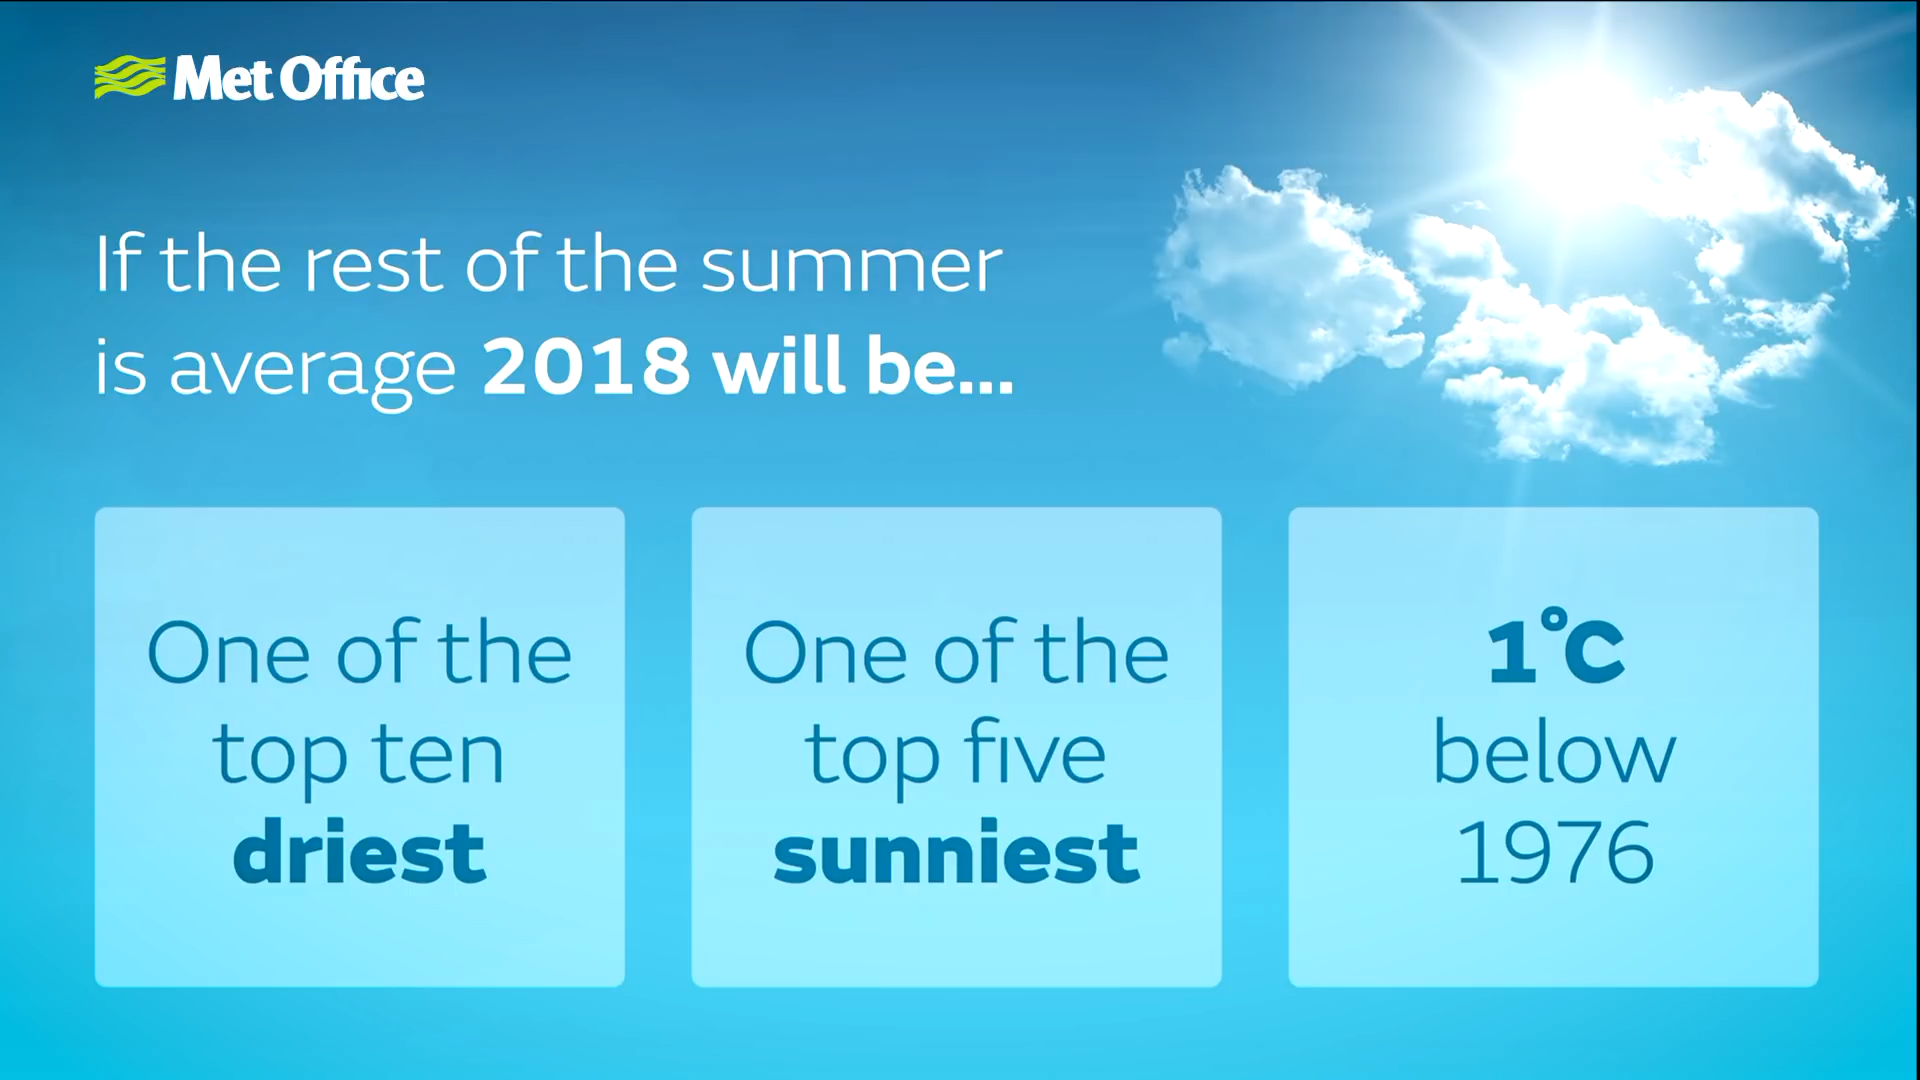 Met Office
If the rest of the summer
is average 2018 will be...
One of the
top ten
driest
One of the
top five
sunniest
1°C
below
1976